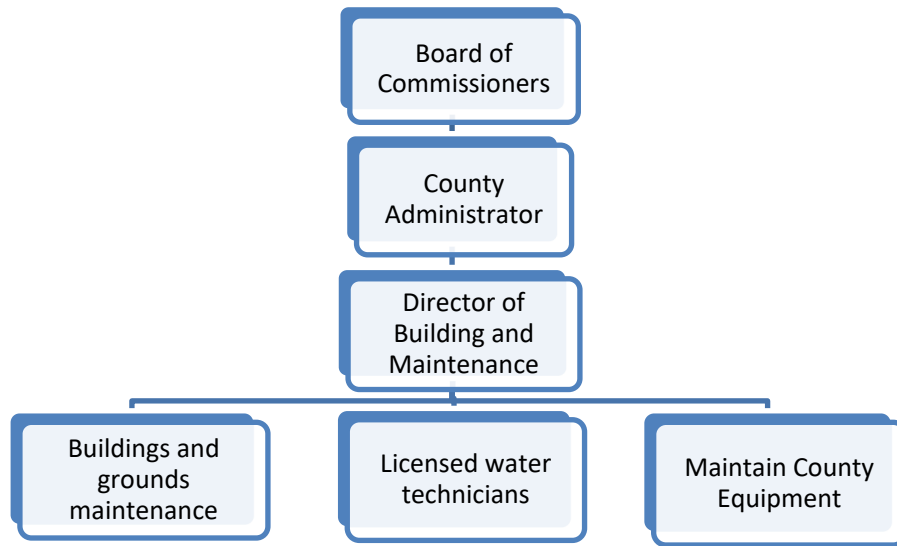 Board of
Commissioners
County
Administrator
Director of
Building and
Maintenance
Buildings and
grounds
maintenance
Licensed water
technicians
Maintain County
Equipment